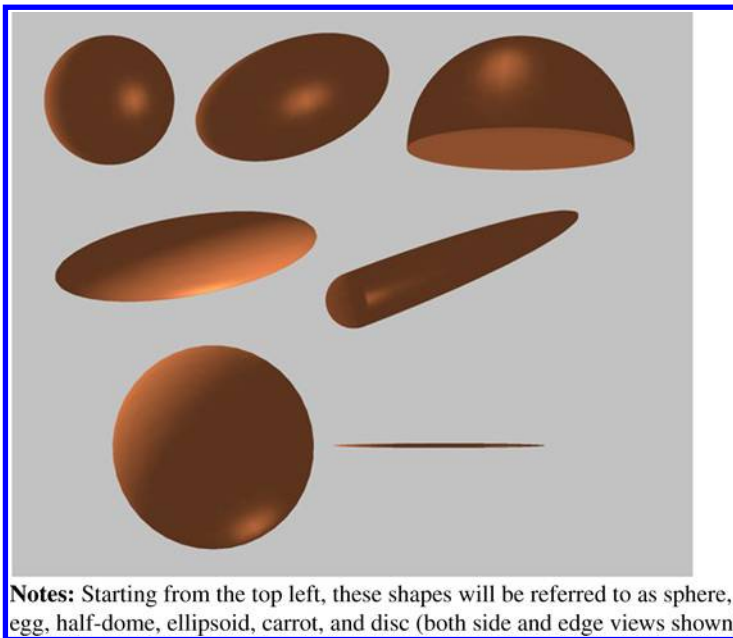 Notes: Starting from the top left, these shapes will be referred to as sphere,
egg, half-dome, ellipsoid, carrot, and disc (both side and edge views shown